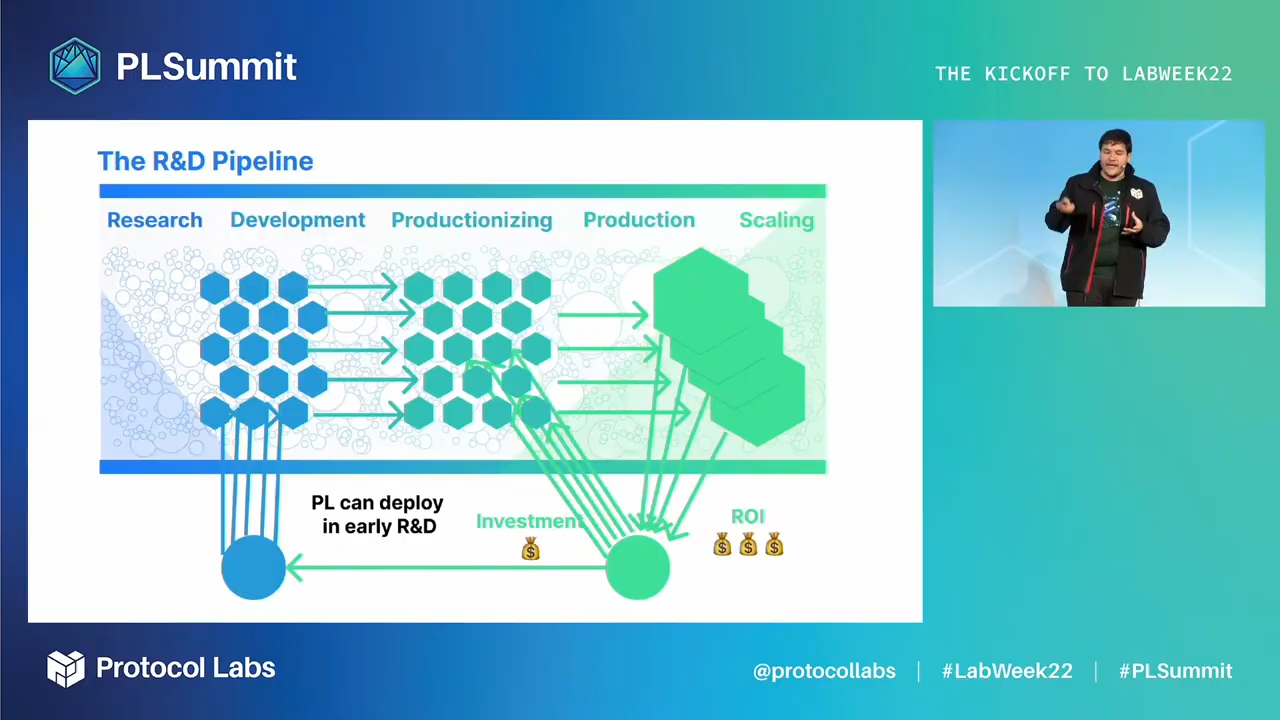 PLSummit
THE KICKOFF TO LABWEEK22
The R&D Pipeline
Research Development Productionizing Production Scaling
PL can deploy
in early R&D
Investment
ROI
$
$ $ $
Protocol Labs
@protocollabs | #LabWeek22 | #PLSummit